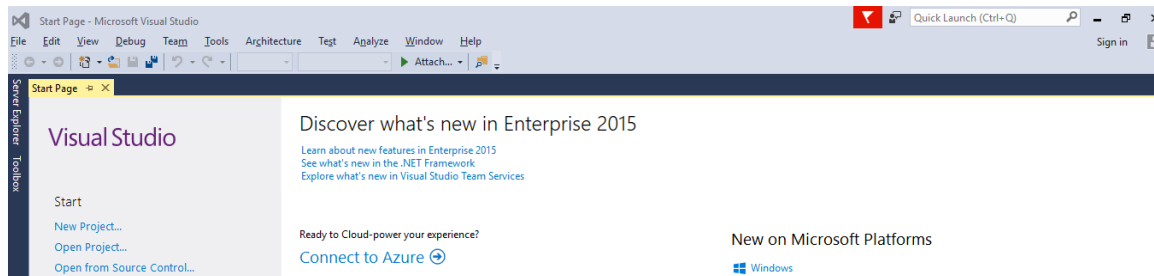 Start Page - Microsoft Visual Studio
Quick Launch (Ctrl+Q)
File Edit View Debug Team Tools Architecture Test Analyze Window Help
Sign in
Attach...
Server Explorer
Toolbox
Start Page
Visual Studio
Start
New Project...
Open Project...
Open from Source Control...
Discover what's new in Enterprise 2015
Learn about new features in Enterprise 2015
See what's new in the .NET Framework
Explore what's new in Visual Studio Team Services
Ready to Cloud-power your experience?
Connect to Azure
New on Microsoft Platforms
Windows